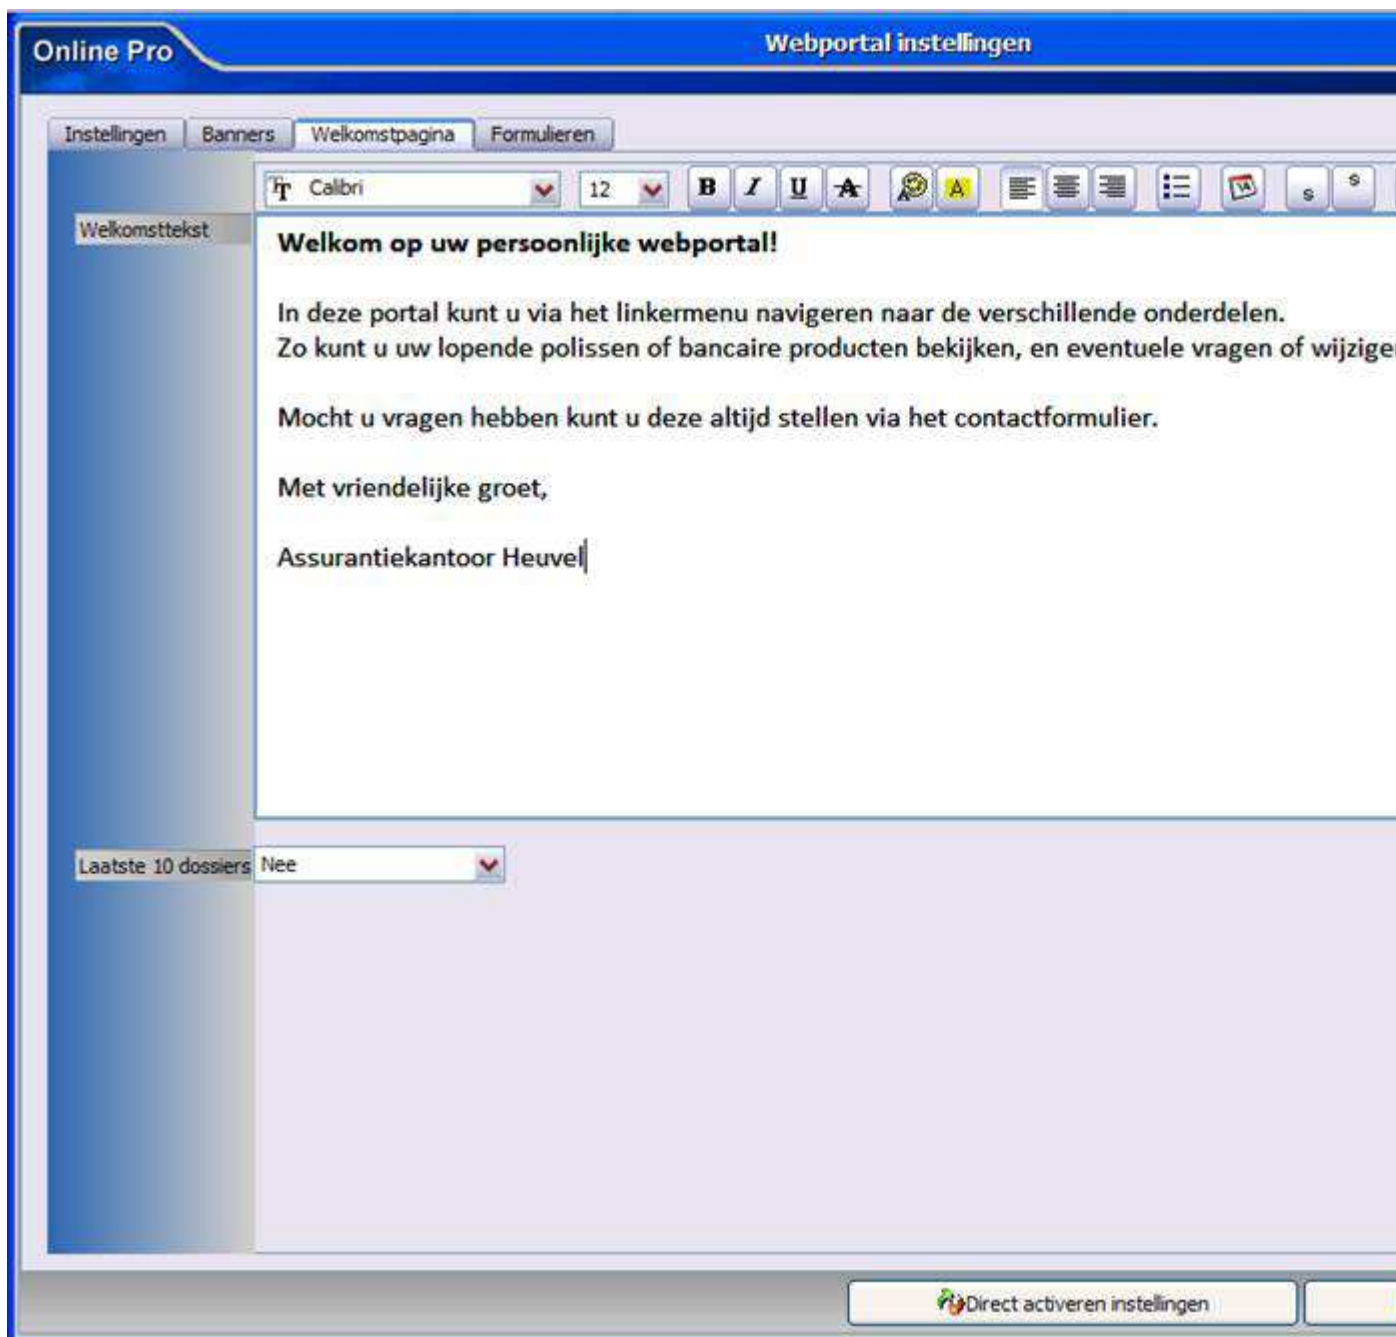 Online Pro
Webportal instellingen
Instellingen Banners Welkomstpagina Formulieren
Calibri 12 B I U A A S S
Welkomsttekst
Welkom op uw persoonlijke webportal!
In deze portal kunt u via het linkermenu navigeren naar de verschillende onderdelen.
Zo kunt u uw lopende polissen of bancaire producten bekijken, en eventuele vragen of
Mocht u vragen hebben kunt u deze altijd stellen via het contactformulier.
Met vriendelijke groet,
Assurantiekantoor Heuvel
Laatste 10 dossiers Nee
Direct activeren instellingen